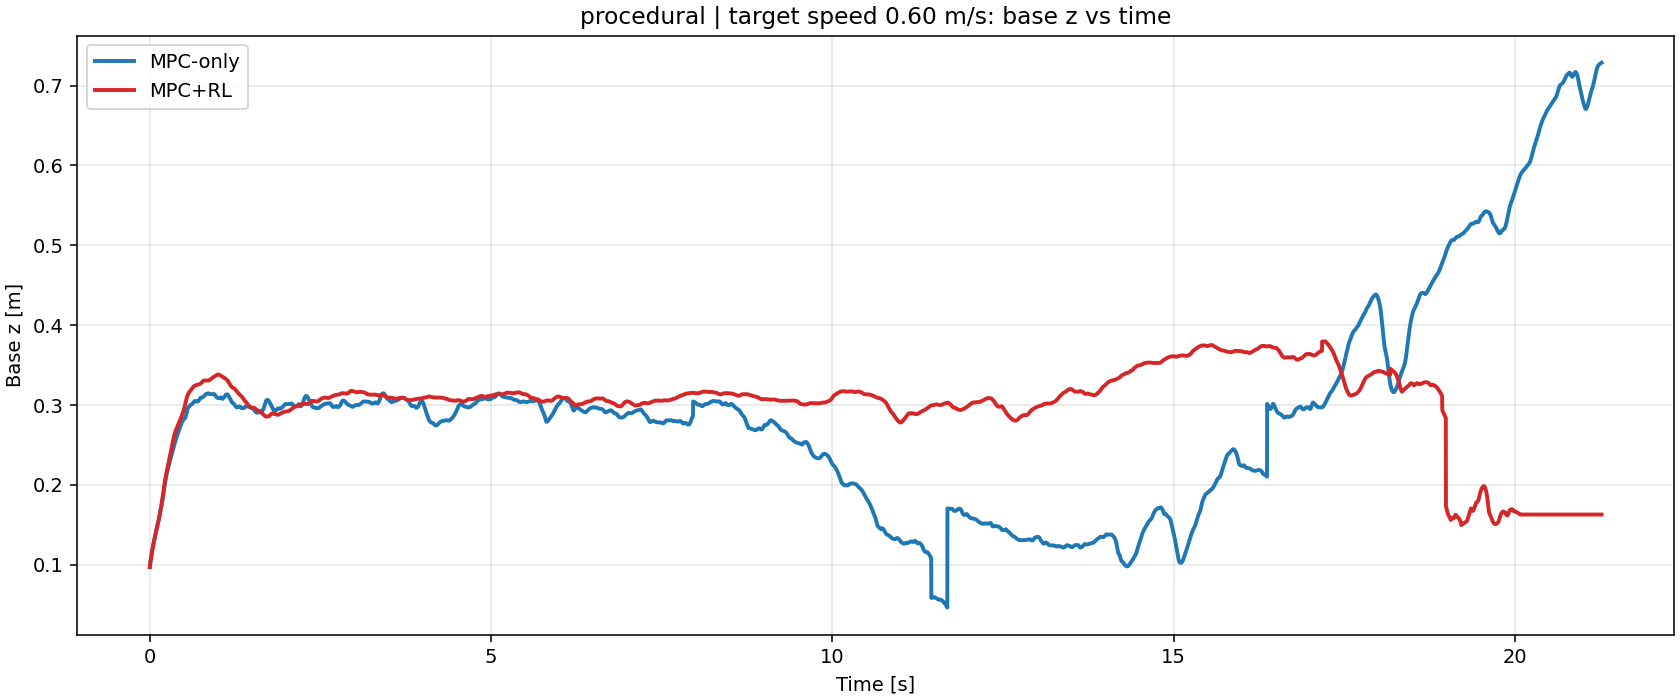 procedural | target speed 0.60 m/s: base z vs time
MPC-only
MPC+RL
Base z [m]
0.7
0.6
0.5
0.4
0.3
0.2
0.1
0
5
10
15
20
Time [s]